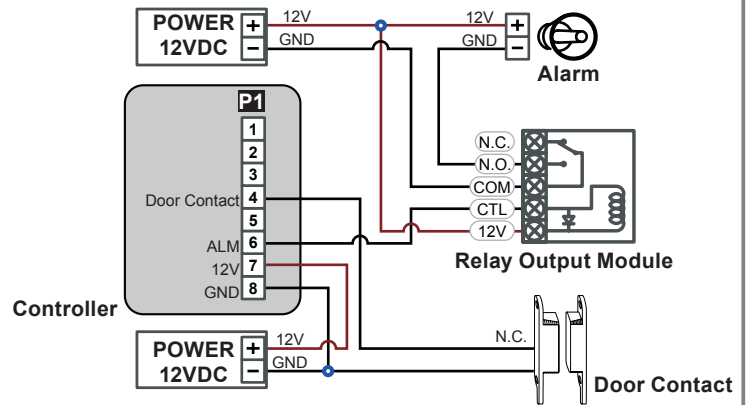 POWER 12VDC + −
12V
GND
12V
GND
+ −
Alarm
P1
1
2
3
Door Contact 4
5
ALM 6
12V 7
GND 8
Controller
N.C.
N.O.
COM
CTL
12V
Relay Output Module
POWER 12VDC + −
12V
GND
N.C.
Door Contact